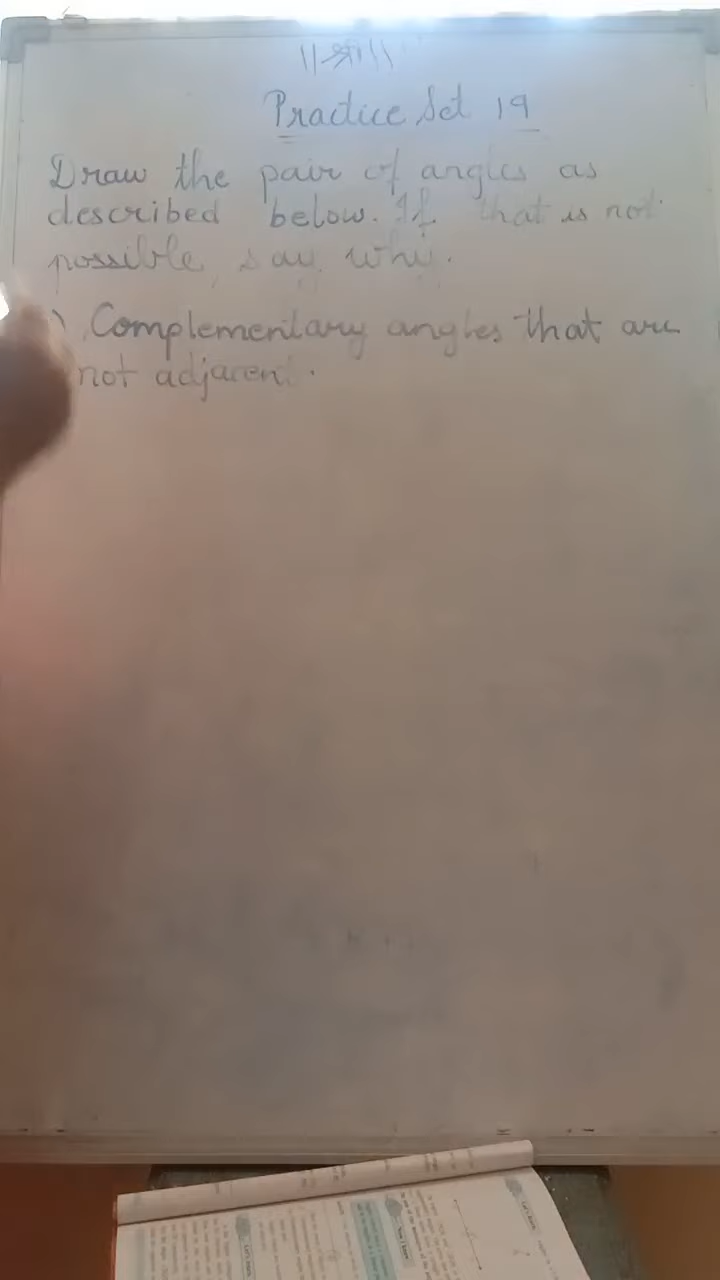 ॥श्री॥
Practice Set 19
Draw the pair of angles as
described below. If that is not
possible, say why.
) Complementary angles that are
not adjacent.